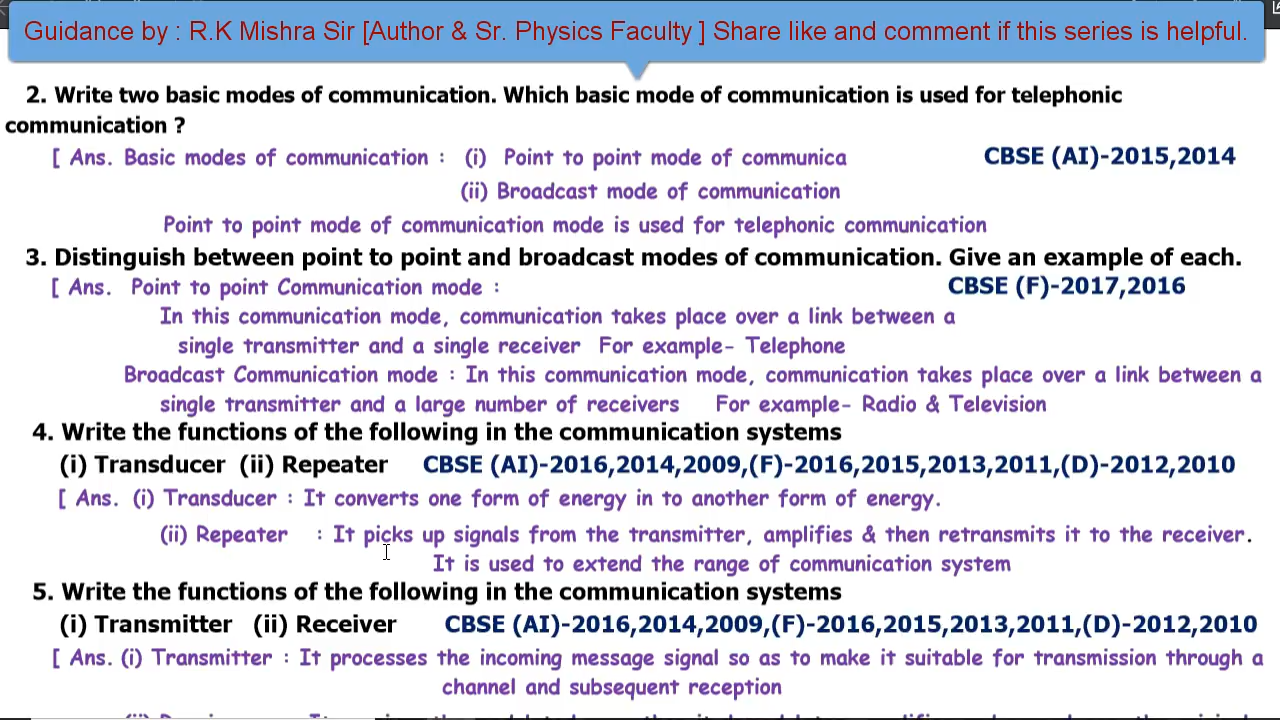 Guidance by : R.K Mishra Sir [Author & Sr. Physics Faculty ] Share like and comment if this series is helpful.
2. Write two basic modes of communication. Which basic mode of communication is used for telephonic
communication ?
[ Ans. Basic modes of communication : (i) Point to point mode of communica CBSE (AI)-2015,2014
(ii) Broadcast mode of communication
Point to point mode of communication mode is used for telephonic communication
3. Distinguish between point to point and broadcast modes of communication. Give an example of each.
[ Ans. Point to point Communication mode : CBSE (F)-2017,2016
In this communication mode, communication takes place over a link between a
single transmitter and a single receiver For example- Telephone
Broadcast Communication mode : In this communication mode, communication takes place over a link between a
single transmitter and a large number of receivers For example- Radio & Television
4. Write the functions of the following in the communication systems
(i) Transducer (ii) Repeater CBSE (AI)-2016,2014,2009,(F)-2016,2015,2013,2011,(D)-2012,2010
[ Ans. (i) Transducer : It converts one form of energy in to another form of energy.
(ii) Repeater : It picks up signals from the transmitter, amplifies & then retransmits it to the receiver.
It is used to extend the range of communication system
5. Write the functions of the following in the communication systems
(i) Transmitter (ii) Receiver CBSE (AI)-2016,2014,2009,(F)-2016,2015,2013,2011,(D)-2012,2010
[ Ans. (i) Transmitter : It processes the incoming message signal so as to make it suitable for transmission through a
channel and subsequent reception